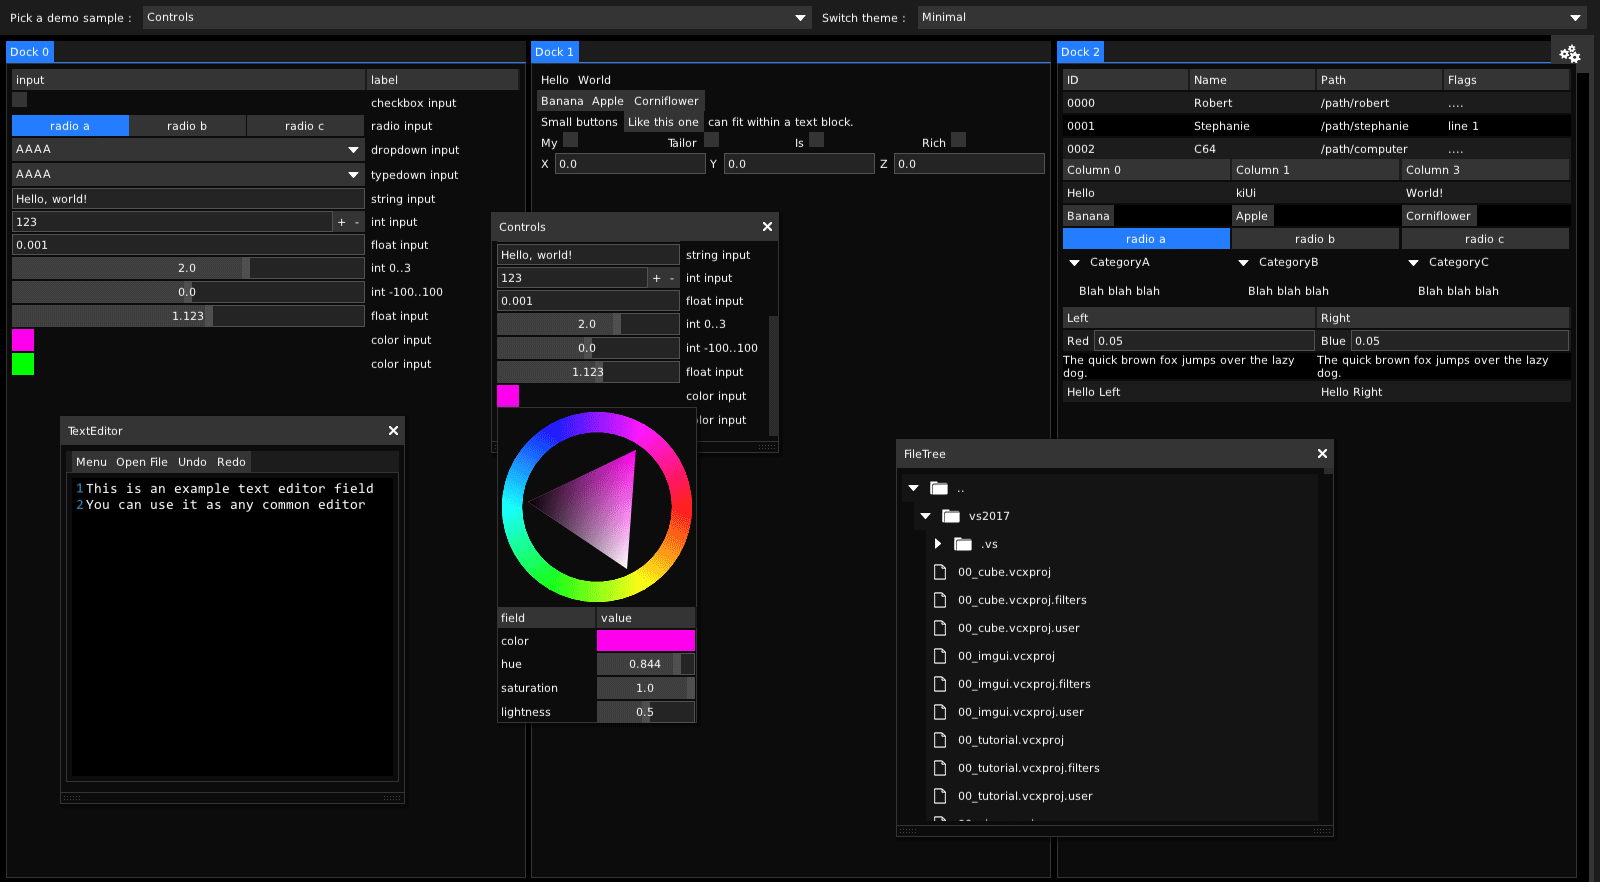 Pick a demo sample : Controls Switch theme : Minimal
Dock 0
input label
checkbox input
radio a radio b radio c radio input
AAAA dropdown input
AAAA typedown input
Hello, world! string input
123 + - int input
0.001 float input
2.0 int 0..3
0.0 int -100..100
1.123 float input
color input
color input
TextEditor
Menu Open File Undo Redo
1 This is an example text editor field
2 You can use it as any common editor
Dock 1
Hello World
Banana Apple Corniflower
Small buttons Like this one can fit within a text block.
My Tailor Is Rich
X 0.0 Y 0.0 Z 0.0
Controls
Hello, world! string input
123 + - int input
0.001 float input
2.0 int 0..3
0.0 int -100..100
1.123 float input
color input
or input
field value
color
hue 0.844
saturation 1.0
lightness 0.5
Dock 2
ID Name Path Flags
0000 Robert /path/robert ....
0001 Stephanie /path/stephanie line 1
0002 C64 /path/computer ....
Column 0 Column 1 Column 3
Hello kiUi World!
Banana Apple Corniflower
radio a radio b radio c
CategoryA CategoryB CategoryC
Blah blah blah Blah blah blah Blah blah blah
Left Right
Red 0.05 Blue 0.05
The quick brown fox jumps over the lazy The quick brown fox jumps over the lazy
dog. dog.
Hello Left Hello Right
FileTree
..
vs2017
.vs
00_cube.vcxproj
00_cube.vcxproj.filters
00_cube.vcxproj.user
00_imgui.vcxproj
00_imgui.vcxproj.filters
00_imgui.vcxproj.user
00_tutorial.vcxproj
00_tutorial.vcxproj.filters
00_tutorial.vcxproj.user